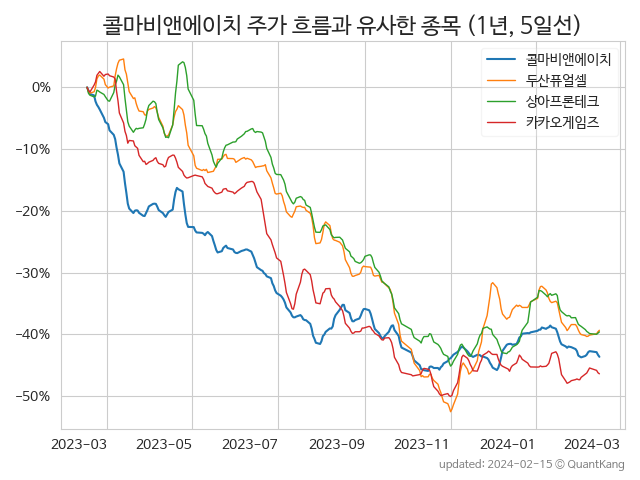 콜마비앤에이치 주가 흐름과 유사한 종목 (1년, 5일선)
콜마비앤에이치
두산퓨얼셀
상아프론테크
카카오게임즈
0%
−10%
−20%
−30%
−40%
−50%
2023-03 2023-05 2023-07 2023-09 2023-11 2024-01 2024-03
updated: 2024-02-15 © QuantKang